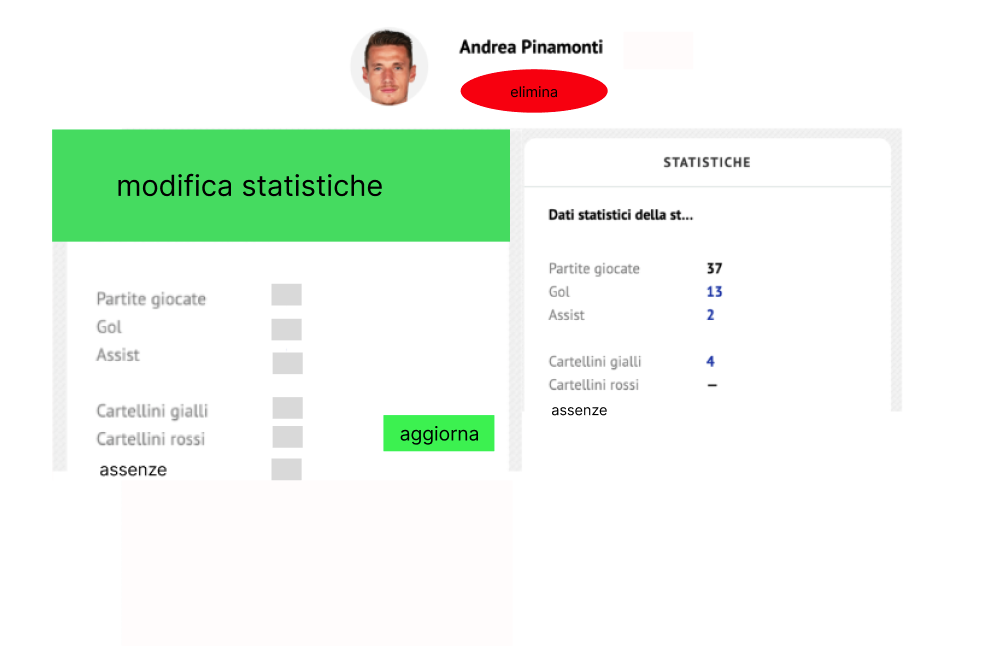 Andrea Pinamonti
elimina
modifica statistiche
Partite giocate
Gol
Assist
Cartellini gialli
Cartellini rossi
assenze
aggiorna
STATISTICHE
Dati statistici della st...
Partite giocate 37
Gol 13
Assist 2
Cartellini gialli 4
Cartellini rossi –
assenze